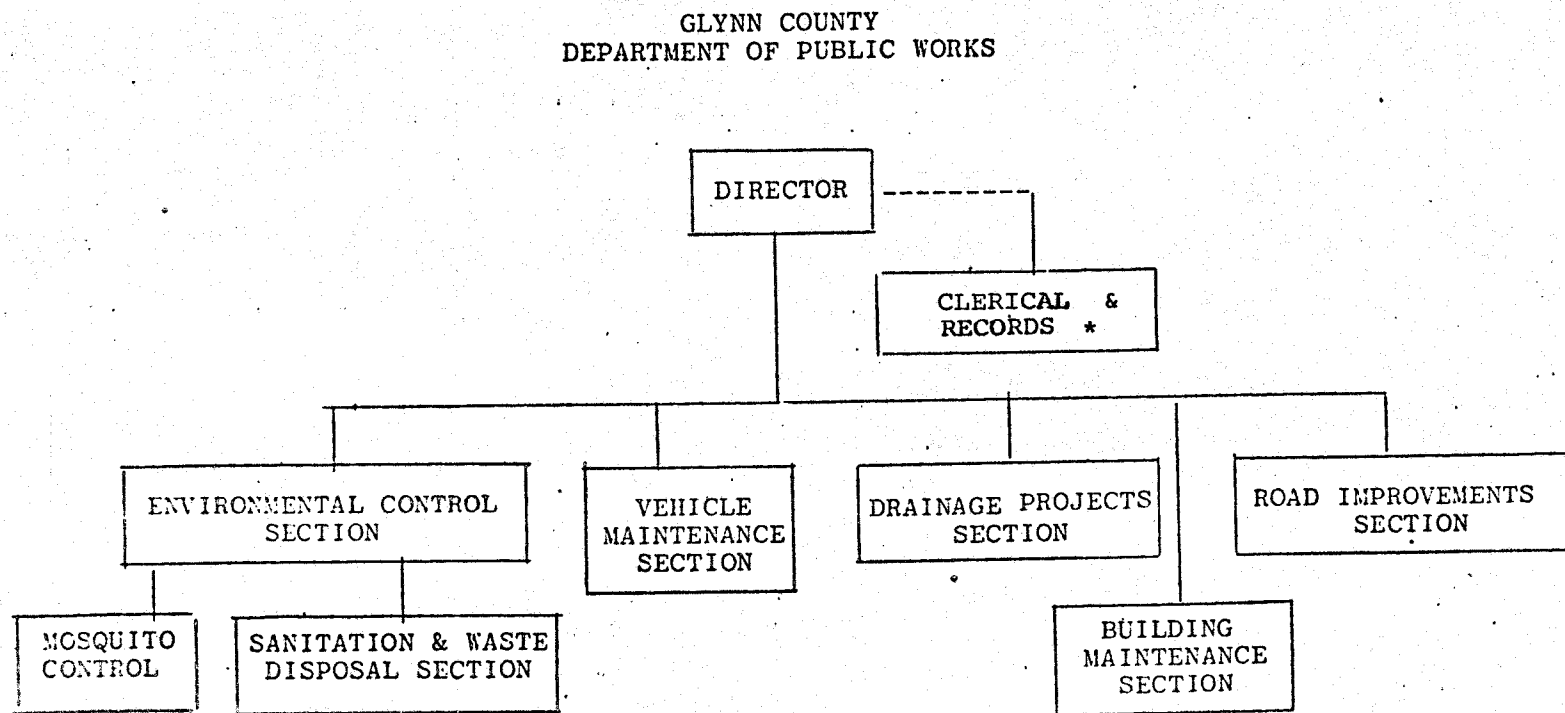 GLYNN COUNTY
DEPARTMENT OF PUBLIC WORKS
DIRECTOR
CLERICAL &
RECORDS *
ENVIRONMENTAL CONTROL
SECTION
VEHICLE
MAINTENANCE
SECTION
DRAINAGE PROJECTS
SECTION
ROAD IMPROVEMENTS
SECTION
MOSQUITO
CONTROL
SANITATION & WASTE
DISPOSAL SECTION
BUILDING
MAINTENANCE
SECTION